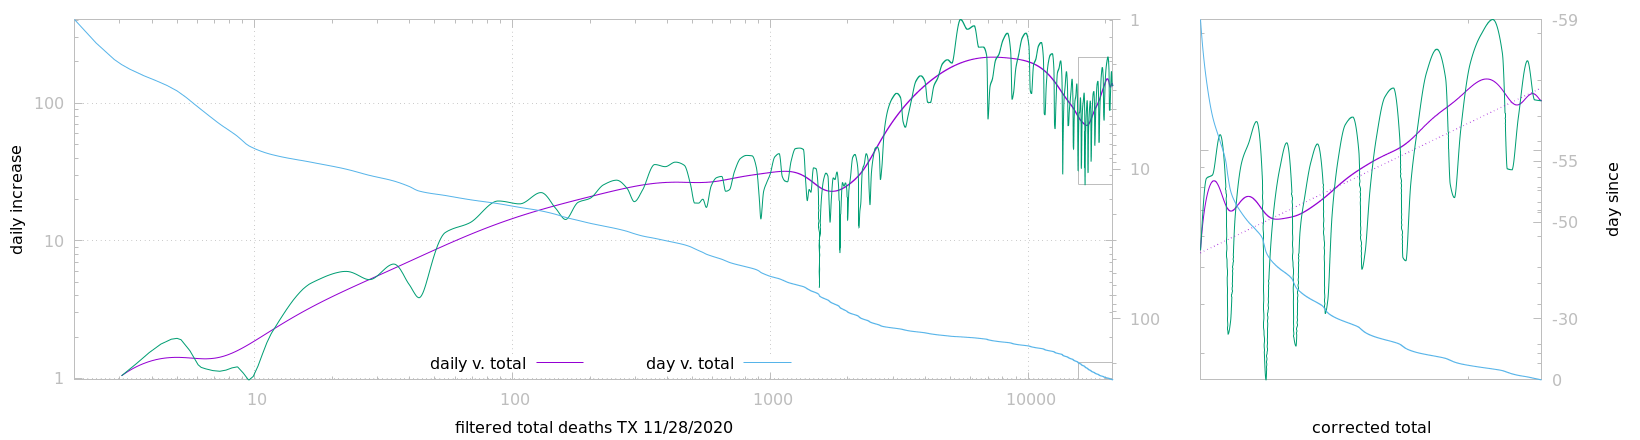 1 -59
100
daily increase
10 -55
day since
-50
10
100 -30
daily v. total day v. total
1 0
10 100 1000 10000
filtered total deaths TX 11/28/2020 corrected total